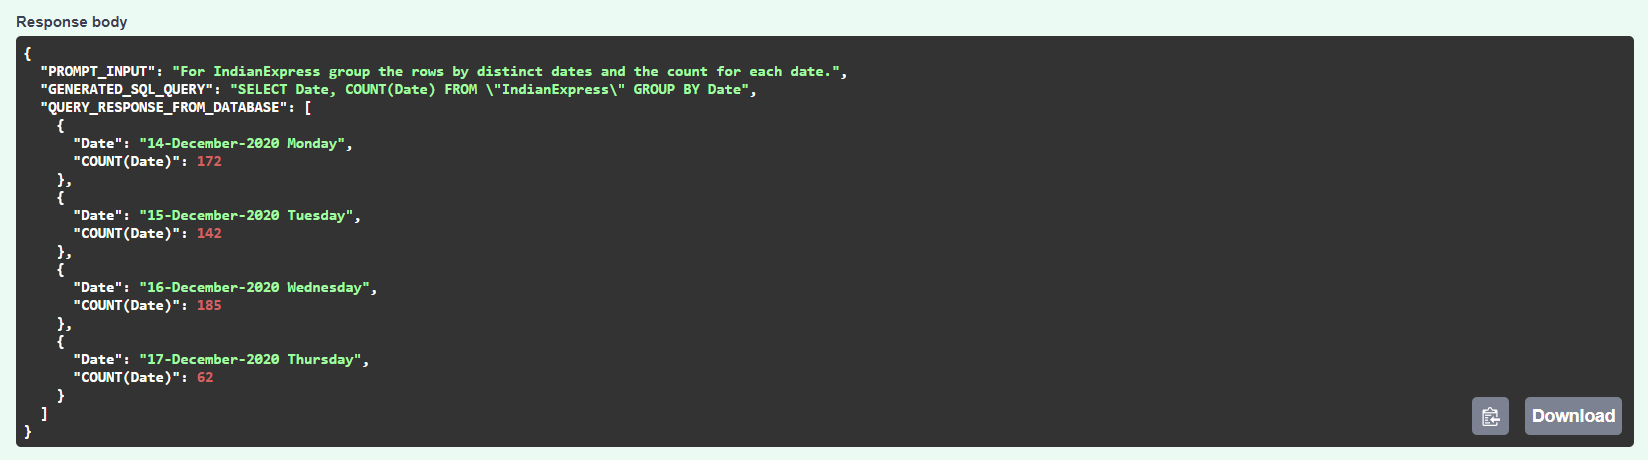 Response body
{
  "PROMPT_INPUT": "For IndianExpress group the rows by distinct dates and the count for each date.",
  "GENERATED_SQL_QUERY": "SELECT Date, COUNT(Date) FROM \"IndianExpress\" GROUP BY Date",
  "QUERY_RESPONSE_FROM_DATABASE": [
    {
      "Date": "14-December-2020 Monday",
      "COUNT(Date)": 172
    },
    {
      "Date": "15-December-2020 Tuesday",
      "COUNT(Date)": 142
    },
    {
      "Date": "16-December-2020 Wednesday",
      "COUNT(Date)": 185
    },
    {
      "Date": "17-December-2020 Thursday",
      "COUNT(Date)": 62
    }
  ]
}
Download